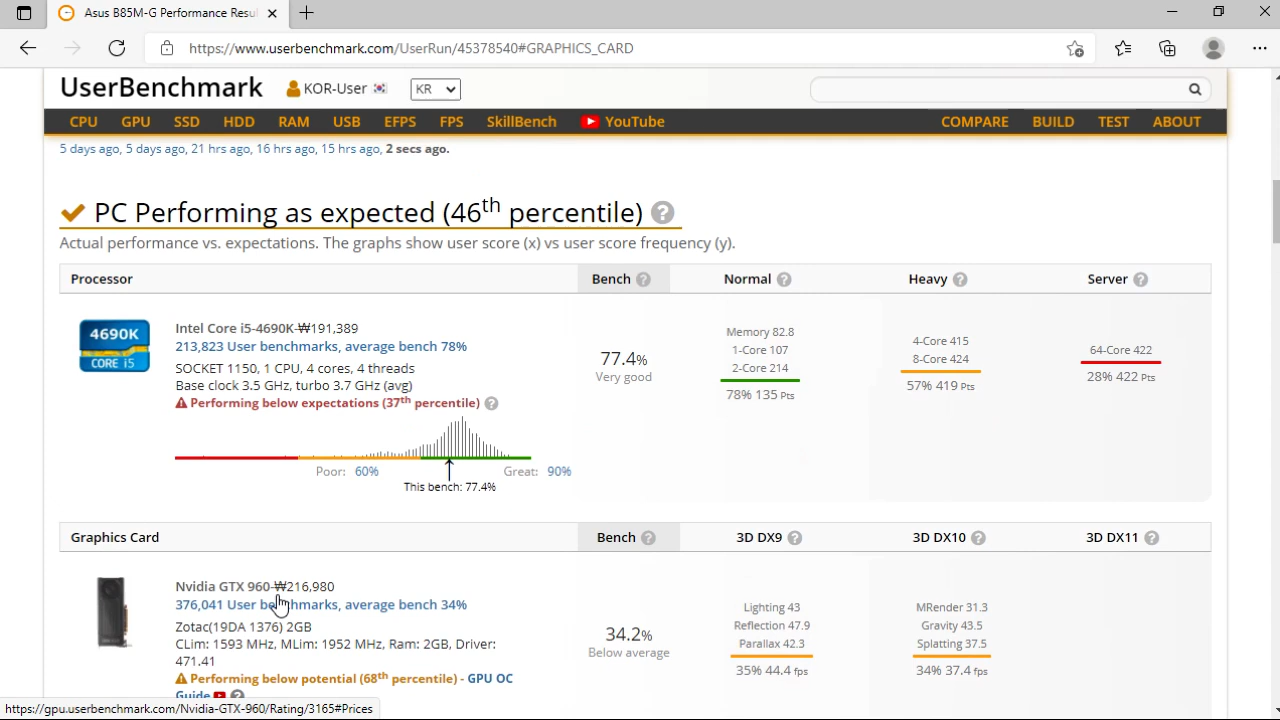 Asus B85M-G Performance Resul
https://www.userbenchmark.com/UserRun/45378540#GRAPHICS_CARD
UserBenchmark KOR-User KR
CPU GPU SSD HDD RAM USB EFPS FPS SkillBench YouTube COMPARE BUILD TEST ABOUT
5 days ago, 5 days ago, 21 hrs ago, 16 hrs ago, 15 hrs ago, 2 secs ago.
PC Performing as expected (46th percentile) ?
Actual performance vs. expectations. The graphs show user score (x) vs user score frequency (y).
Processor Bench ? Normal ? Heavy ? Server ?
4690K
CORE i5
Intel Core i5-4690K-₩191,389
213,823 User benchmarks, average bench 78%
SOCKET 1150, 1 CPU, 4 cores, 4 threads
Base clock 3.5 GHz, turbo 3.7 GHz (avg)
Performing below expectations (37th percentile) ?
Poor: 60% Great: 90%
This bench: 77.4%
77.4%
Very good
Memory 82.8
1-Core 107
2-Core 214
78% 135 Pts
4-Core 415
8-Core 424
57% 419 Pts
64-Core 422
28% 422 Pts
Graphics Card Bench ? 3D DX9 ? 3D DX10 ? 3D DX11 ?
Nvidia GTX 960-₩216,980
376,041 User benchmarks, average bench 34%
Zotac(19DA 1376) 2GB
CLim: 1593 MHz, MLim: 1952 MHz, Ram: 2GB, Driver:
471.41
Performing below potential (68th percentile) - GPU OC
Guide ?
34.2%
Below average
Lighting 43
Reflection 47.9
Parallax 42.3
35% 44.4 fps
MRender 31.3
Gravity 43.5
Splatting 37.5
34% 37.4 fps
https://gpu.userbenchmark.com/Nvidia-GTX-960/Rating/3165#Prices